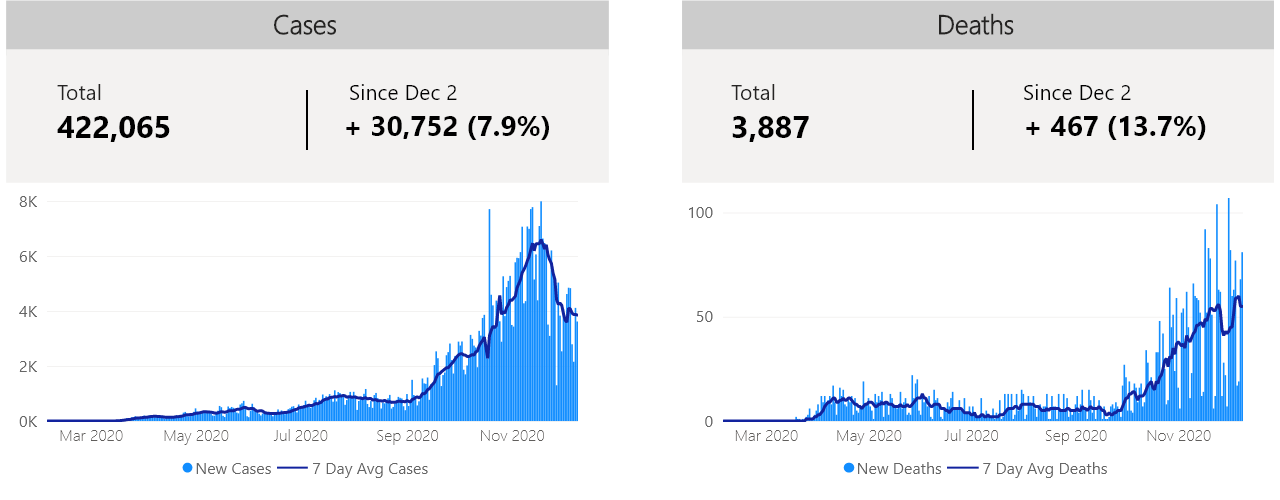 Cases
Total
Since Dec 2
422,065
+ 30,752 (7.9%)
8K
6K
4K
2K
0K
Mar 2020 May 2020 Jul 2020 Sep 2020 Nov 2020
New Cases 7 Day Avg Cases
Deaths
Total
Since Dec 2
3,887
+ 467 (13.7%)
100
50
0
Mar 2020 May 2020 Jul 2020 Sep 2020 Nov 2020
New Deaths 7 Day Avg Deaths